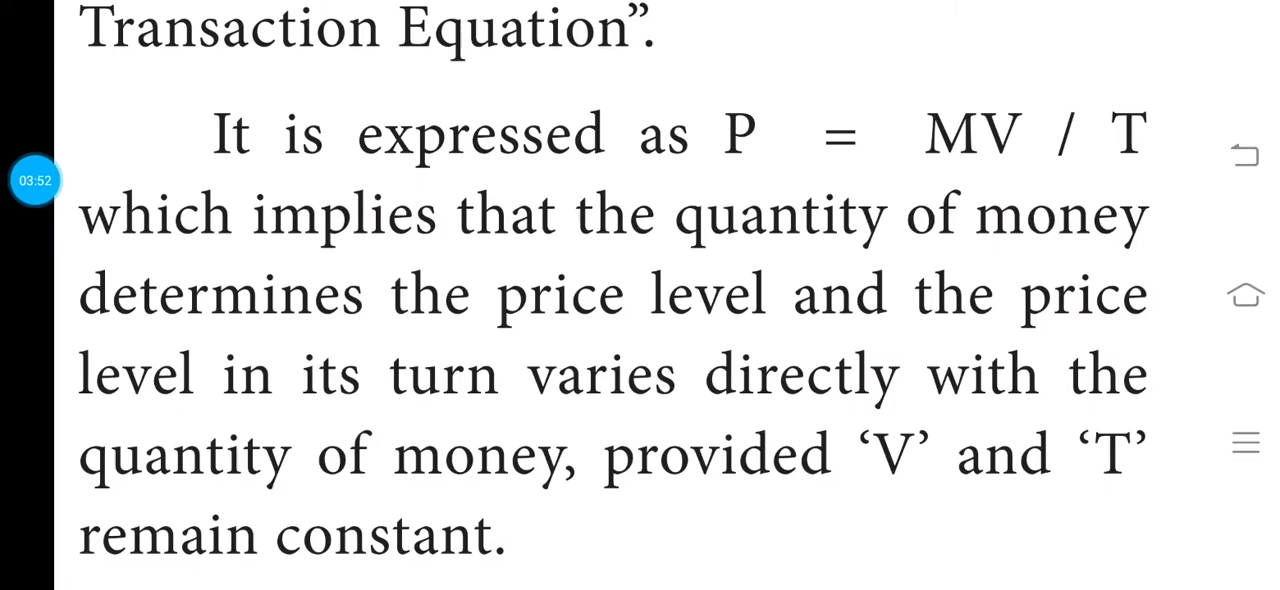 Transaction Equation”.
It is expressed as P = MV / T
03:52
which implies that the quantity of money
determines the price level and the price
level in its turn varies directly with the
quantity of money, provided ‘V’ and ‘T’
remain constant.